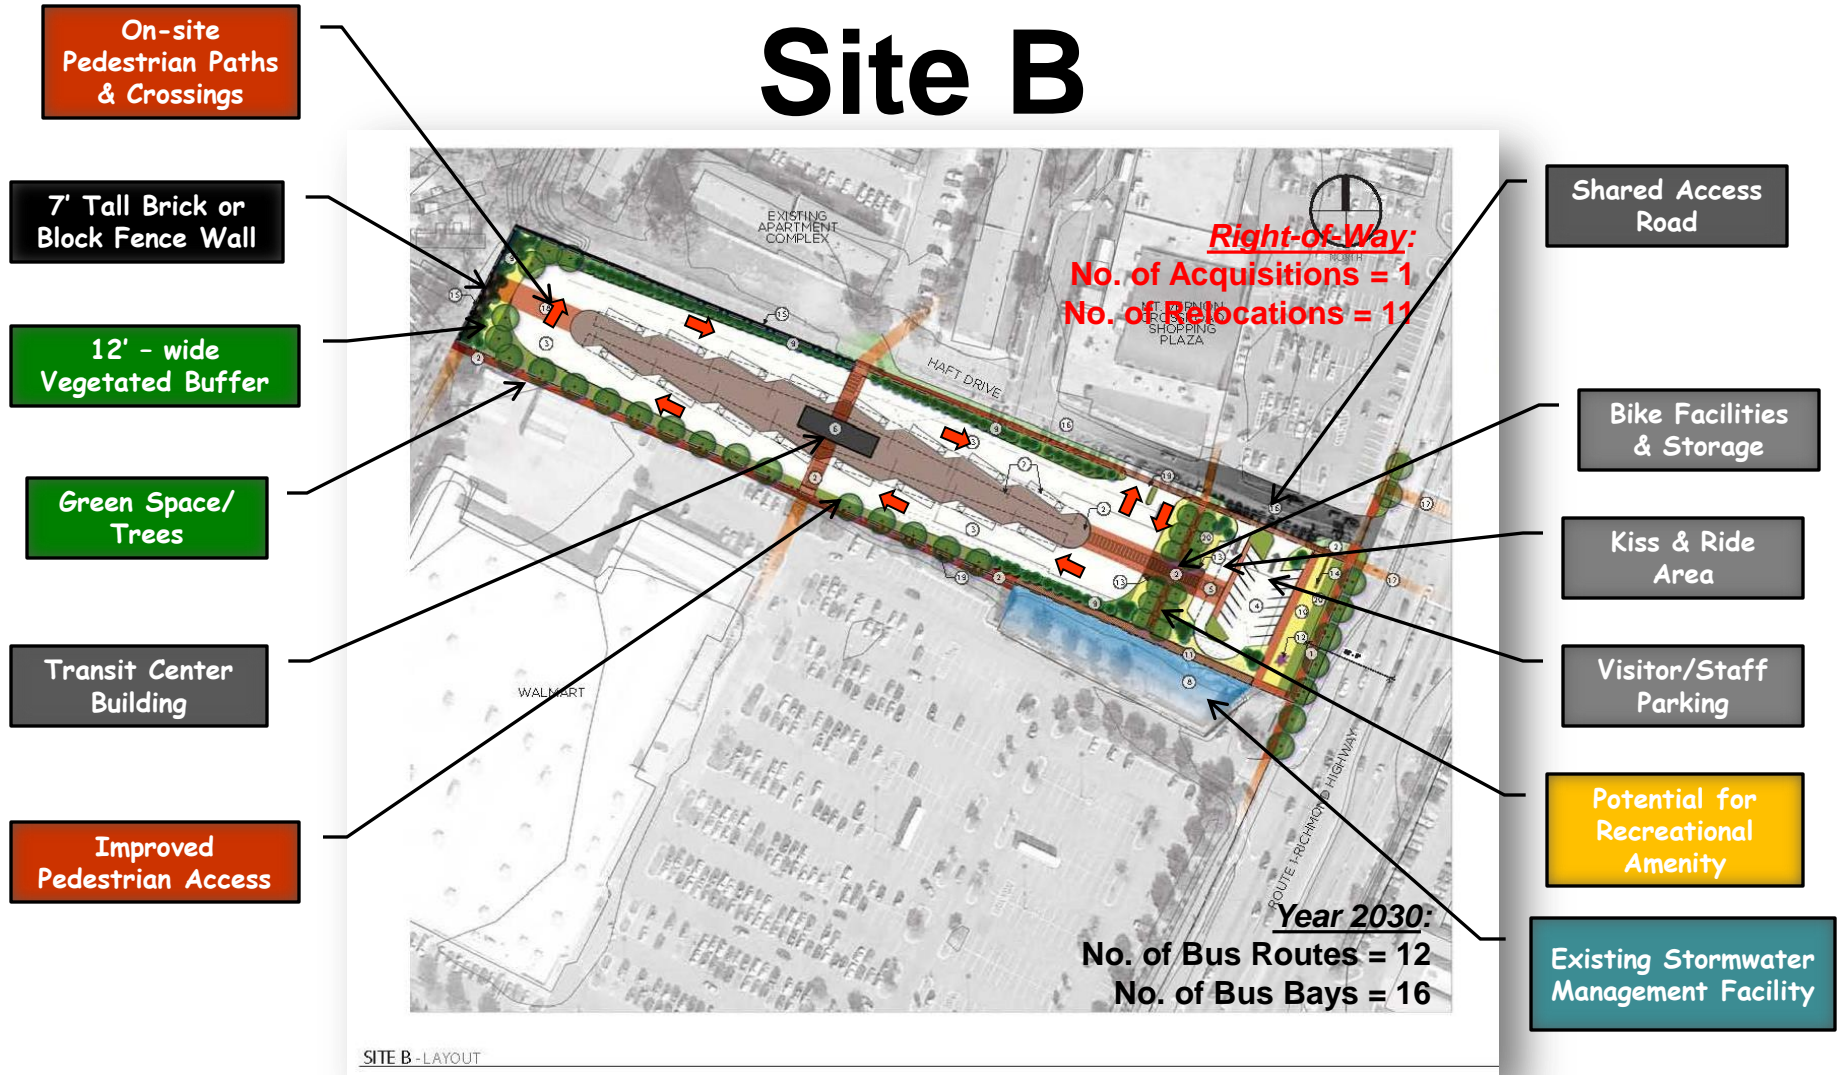 Site B
On-site
Pedestrian Paths
& Crossings
7' Tall Brick or
Block Fence Wall
12' - wide
Vegetated Buffer
Green Space/
Trees
Transit Center
Building
Improved
Pedestrian Access
EXISTING
APARTMENT
COMPLEX
NORTH
Right-of-Way:
No. of Acquisitions = 1
No. of Relocations = 11
MT. VERNON
CROSSROAD
SHOPPING
PLAZA
HAFT DRIVE
WALMART
ROUTE 1-RICHMOND HIGHWAY
Year 2030:
No. of Bus Routes = 12
No. of Bus Bays = 16
Shared Access
Road
Bike Facilities
& Storage
Kiss & Ride
Area
Visitor/Staff
Parking
Potential for
Recreational
Amenity
Existing Stormwater
Management Facility
SITE B - LAYOUT